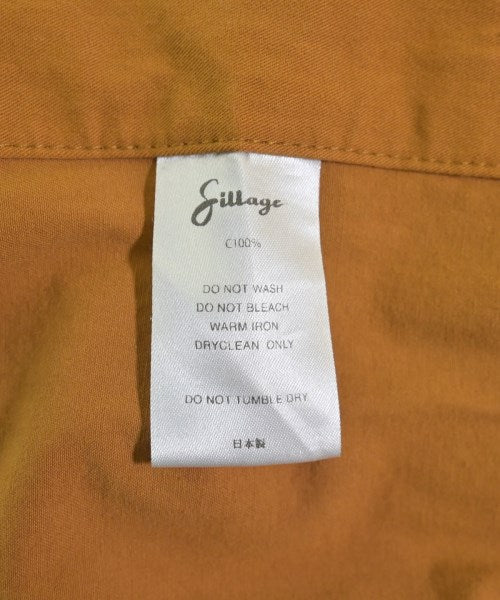 Sillage
C100%
DO NOT WASH
DO NOT BLEACH
WARM IRON
DRYCLEAN ONLY
DO NOT TUMBLE DRY
日本製